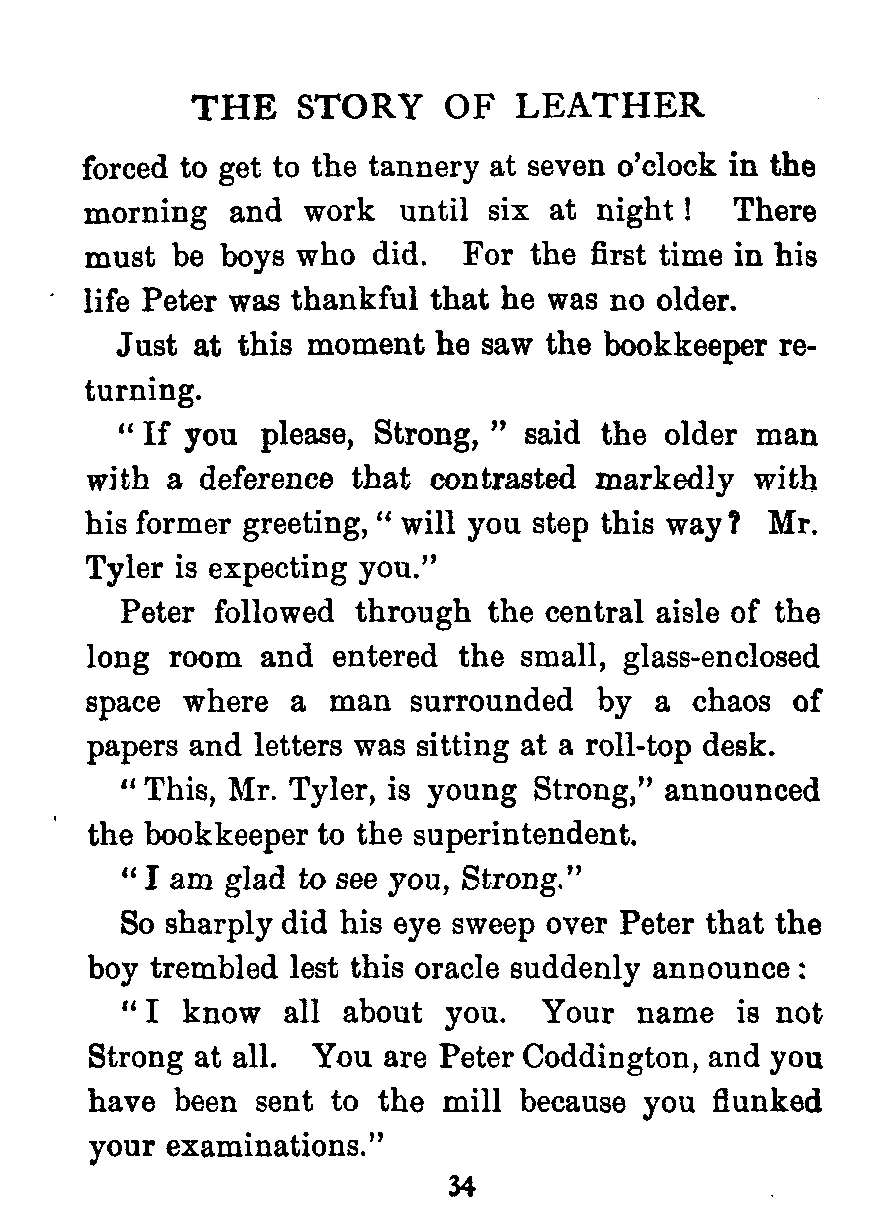 THE STORY OF LEATHER
forced to get to the tannery at seven o'clock in the
morning and work until six at night! There
must be boys who did. For the first time in his
life Peter was thankful that he was no older.
Just at this moment he saw the bookkeeper re-
turning.
"If you please, Strong," said the older man
with a deference that contrasted markedly with
his former greeting, "will you step this way? Mr.
Tyler is expecting you."
Peter followed through the central aisle of the
long room and entered the small, glass-enclosed
space where a man surrounded by a chaos of
papers and letters was sitting at a roll-top desk.
"This, Mr. Tyler, is young Strong," announced
the bookkeeper to the superintendent.
"I am glad to see you, Strong."
So sharply did his eye sweep over Peter that the
boy trembled lest this oracle suddenly announce:
"I know all about you. Your name is not
Strong at all. You are Peter Coddington, and you
have been sent to the mill because you flunked
your examinations."
34